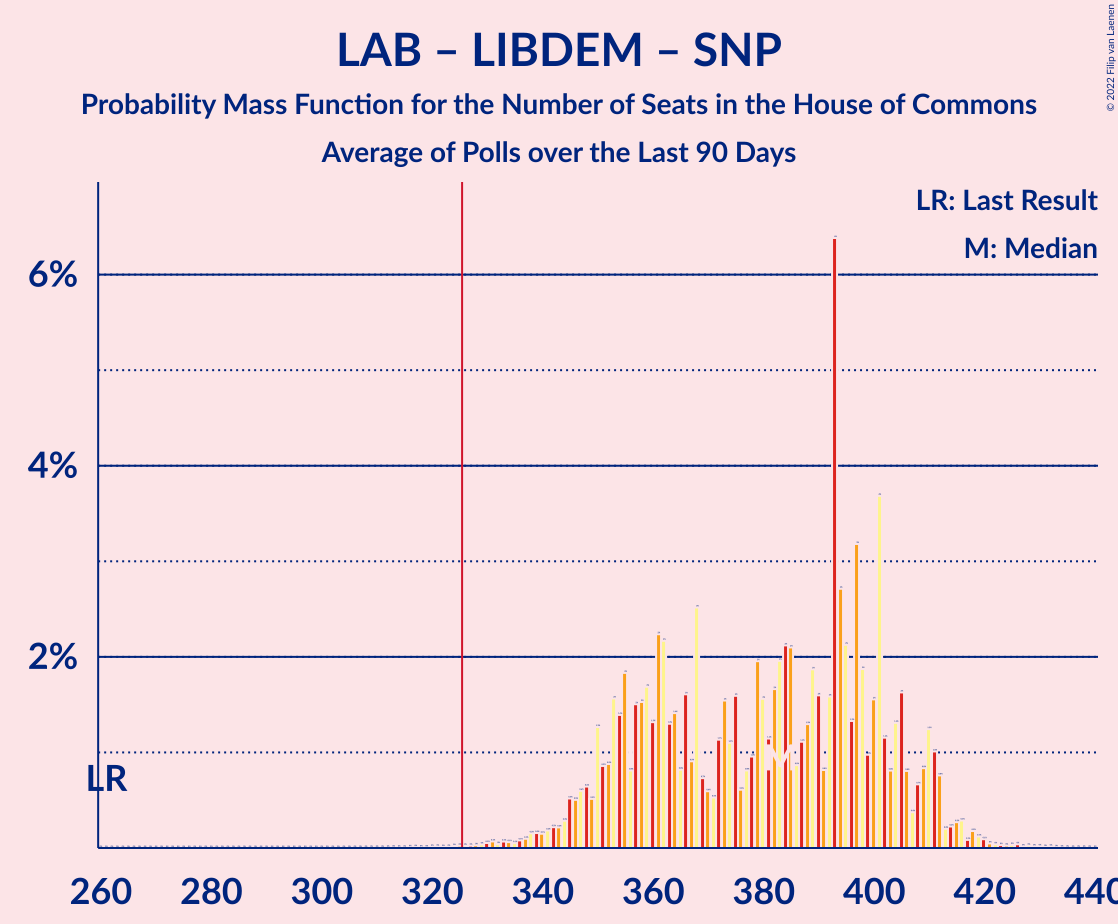 LAB – LIBDEM – SNP
Probability Mass Function for the Number of Seats in the House of Commons
Average of Polls over the Last 90 Days
© 2022 Filip van Laenen
LR: Last Result
M: Median
6%
4%
2%
LR
M
260 280 300 320 340 360 380 400 420 440